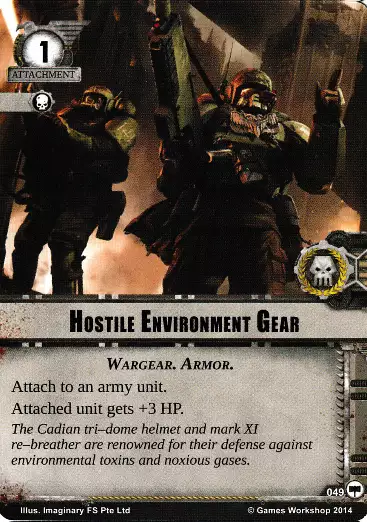 1
ATTACHMENT
HOSTILE ENVIRONMENT GEAR
WARGEAR. ARMOR.
Attach to an army unit.
Attached unit gets +3 HP.
The Cadian tri–dome helmet and mark XI
re–breather are renowned for their defense against
environmental toxins and noxious gases.
049
Illus. Imaginary FS Pte Ltd
© Games Workshop 2014